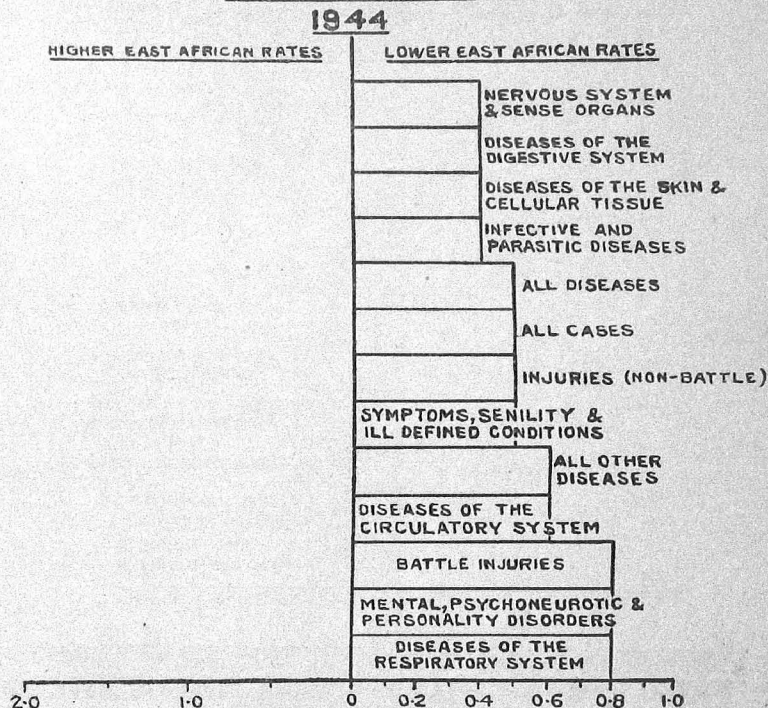 1944
HIGHER EAST AFRICAN RATES
LOWER EAST AFRICAN RATES
NERVOUS SYSTEM
& SENSE ORGANS
DISEASES OF THE
DIGESTIVE SYSTEM
DISEASES OF THE SKIN &
CELLULAR TISSUE
INFECTIVE AND
PARASITIC DISEASES
ALL DISEASES
ALL CASES
INJURIES (NON-BATTLE)
SYMPTOMS, SENILITY &
ILL DEFINED CONDITIONS
ALL OTHER
DISEASES
DISEASES OF THE
CIRCULATORY SYSTEM
BATTLE INJURIES
MENTAL, PSYCHONEUROTIC &
PERSONALITY DISORDERS
DISEASES OF THE
RESPIRATORY SYSTEM
2·0 1·0 0 0·2 0·4 0·6 0·8 1·0